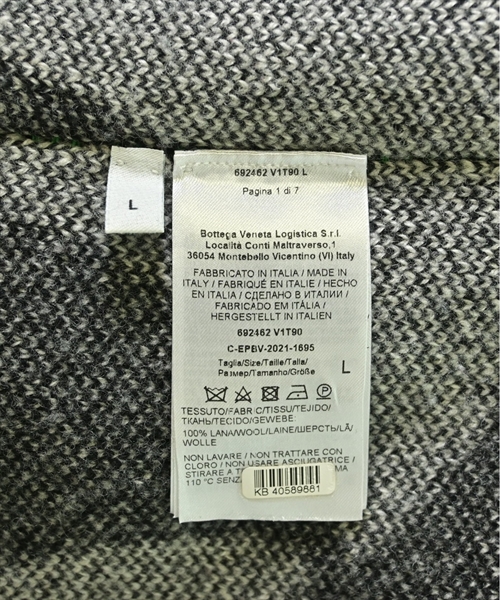 L
692462 V1T90 L
Pagina 1 di 7
Bottega Veneta Logistica S.r.l.
Località Conti Maltraverso,1
36054 Montebello Vicentino (VI) Italy
FABBRICATO IN ITALIA / MADE IN
ITALY / FABRIQUÉ EN ITALIE / HECHO
EN ITALIA / СДЕЛАНО В ИТАЛИИ /
FABRICADO EM ITÁLIA /
HERGESTELLT IN ITALIEN
692462 V1T90
C-EPBV-2021-1695
Taglia/Size/Taille/Talla/
Размер/Tamanho/Größe L
TESSUTO/FABRIC/TISSU/TEJIDO/
ТКАНЬ/TECIDO/GEWEBE:
100% LANA/WOOL/LAINE/ШЕРСТЬ/LÃ/
WOLLE
NON LAVARE / NON TRATTARE CON
CLORO / NON USARE ASCIUGATRICE /
STIRARE A MA
110 °C SENZ
KB 40589881